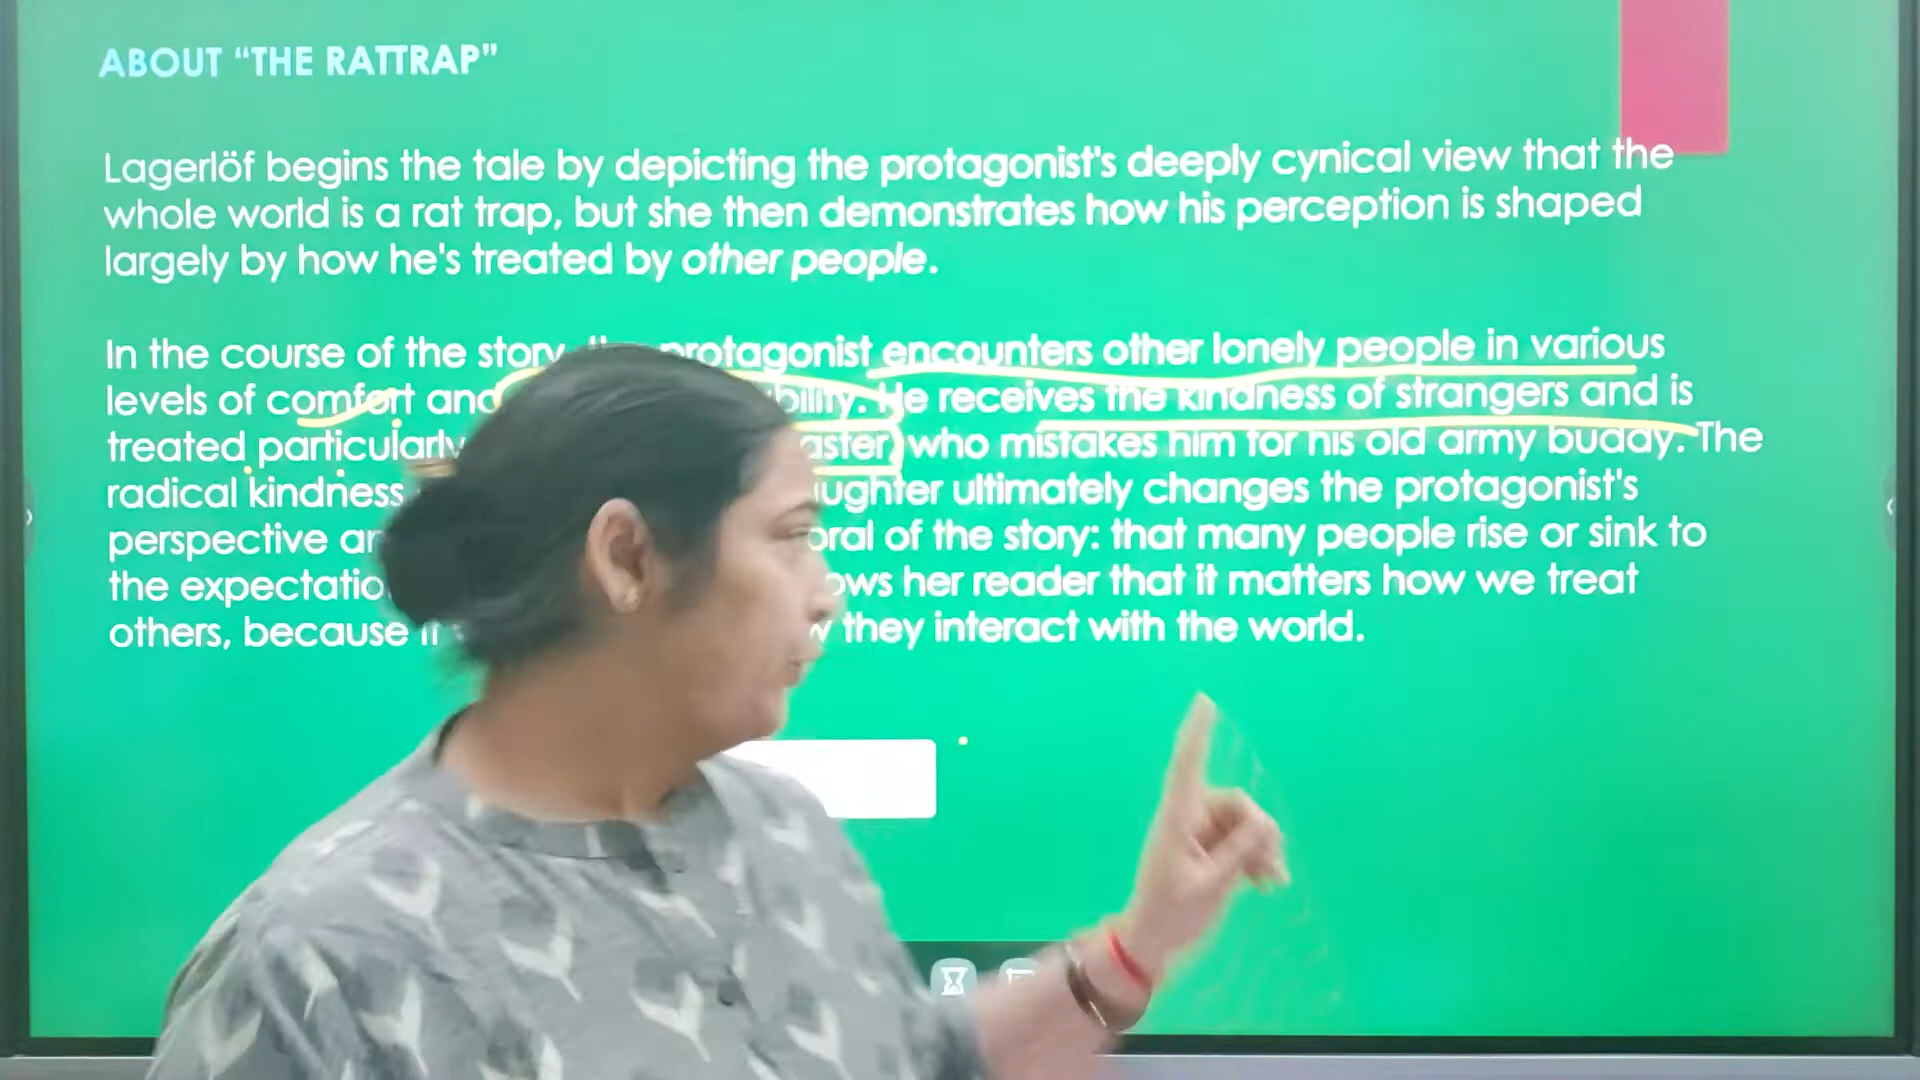 ABOUT “THE RATTRAP”
Lagerlöf begins the tale by depicting the protagonist's deeply cynical view that the
whole world is a rat trap, but she then demonstrates how his perception is shaped
largely by how he's treated by other people.
In the course of the story protagonist encounters other lonely people in various
levels of comfort and He receives the kindness of strangers and is
treated particularly who mistakes him for his old army buddy. The
radical kindness ultimately changes the protagonist's
perspective of the story: that many people rise or sink to
the her reader that it matters how we treat
others, because they interact with the world.